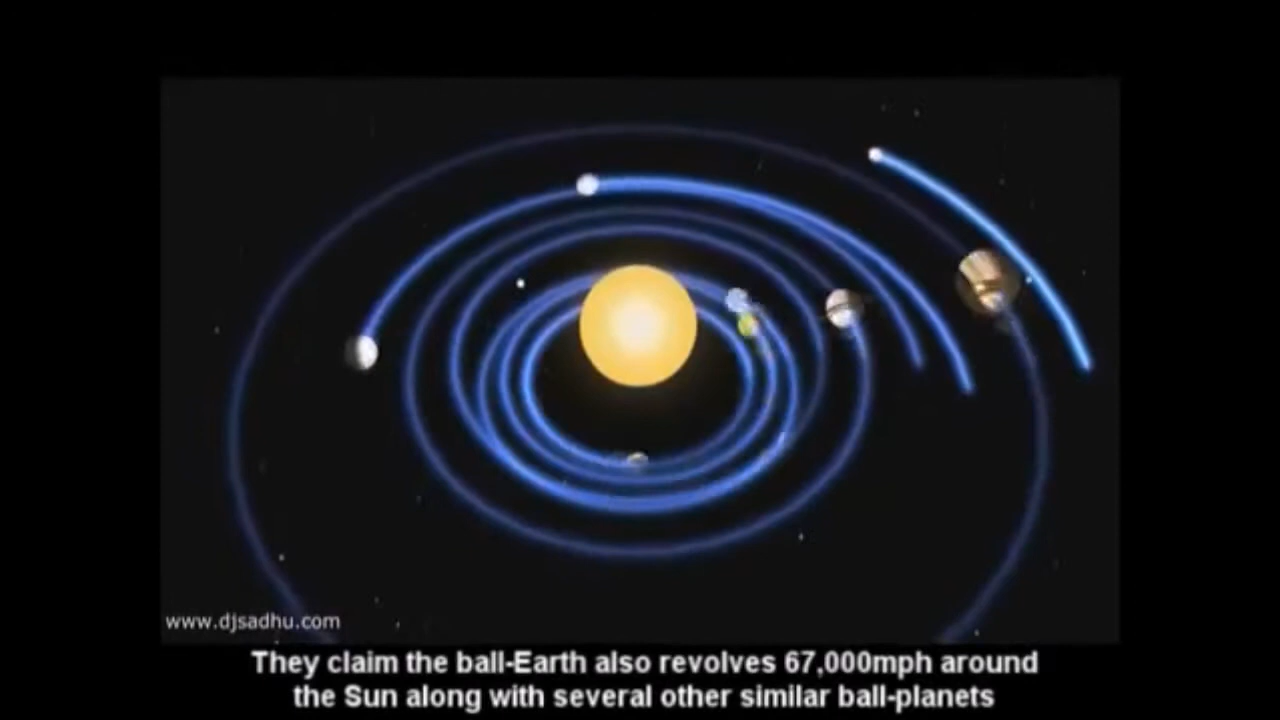 www.djsadhu.com
They claim the ball-Earth also revolves 67,000mph around
the Sun along with several other similar ball-planets